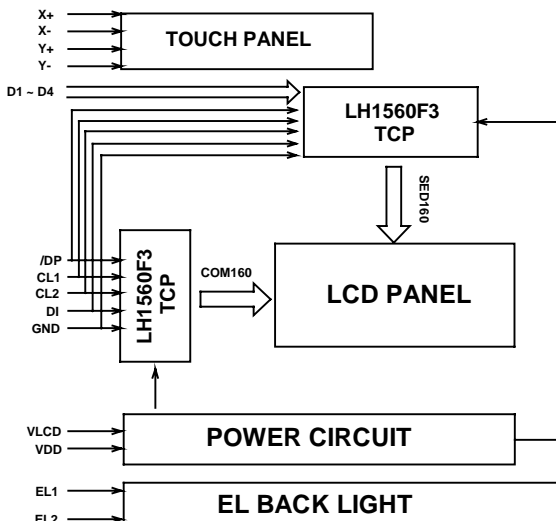 X+
X-
Y+
Y-
TOUCH PANEL
D1 ~ D4
LH1560F3
TCP
SED160
/DP
CL1
CL2
DI
GND
LH1560F3
TCP
COM160
LCD PANEL
VLCD
VDD
POWER CIRCUIT
EL1
EL2
EL BACK LIGHT